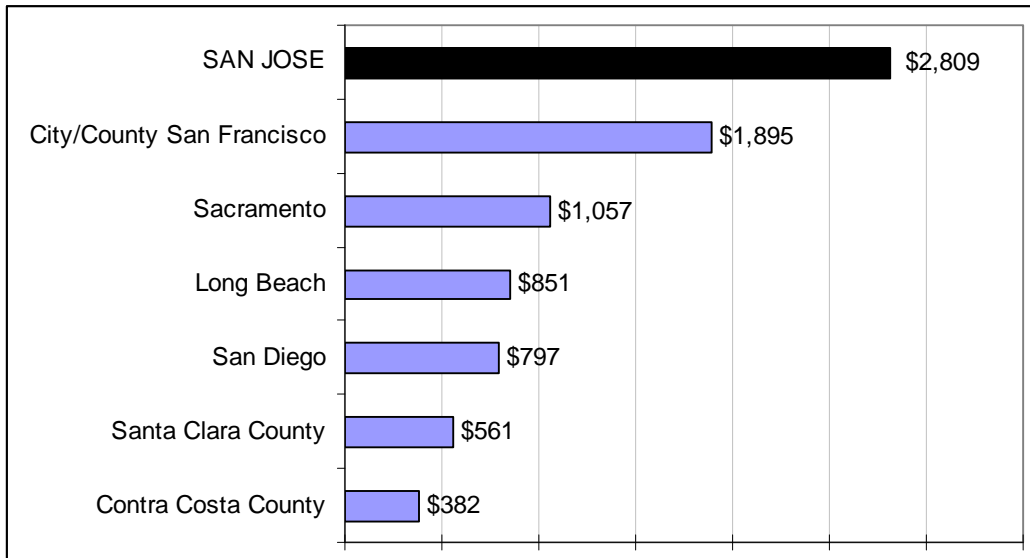 SAN JOSE $2,809
City/County San Francisco $1,895
Sacramento $1,057
Long Beach $851
San Diego $797
Santa Clara County $561
Contra Costa County $382